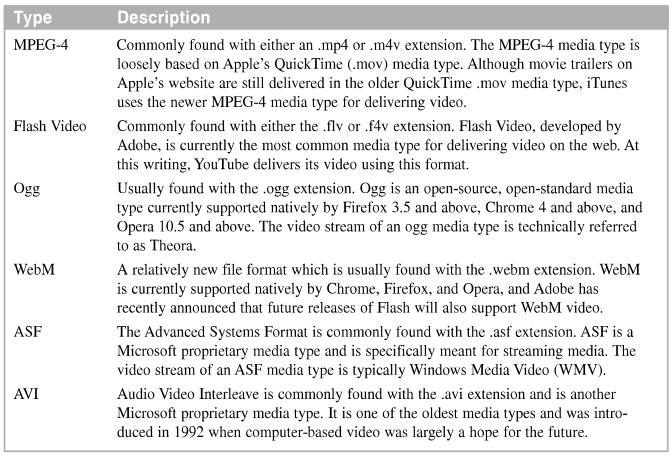 Type Description
MPEG-4 Commonly found with either an .mp4 or .m4v extension. The MPEG-4 media type is
loosely based on Apple's QuickTime (.mov) media type. Although movie trailers on
Apple's website are still delivered in the older QuickTime .mov media type, iTunes
uses the newer MPEG-4 media type for delivering video.
Flash Video Commonly found with either the .flv or .f4v extension. Flash Video, developed by
Adobe, is currently the most common media type for delivering video on the web. At
this writing, YouTube delivers its video using this format.
Ogg Usually found with the .ogg extension. Ogg is an open-source, open-standard media
type currently supported natively by Firefox 3.5 and above, Chrome 4 and above, and
Opera 10.5 and above. The video stream of an ogg media type is technically referred
to as Theora.
WebM A relatively new file format which is usually found with the .webm extension. WebM
is currently supported natively by Chrome, Firefox, and Opera, and Adobe has
recently announced that future releases of Flash will also support WebM video.
ASF The Advanced Systems Format is commonly found with the .asf extension. ASF is a
Microsoft proprietary media type and is specifically meant for streaming media. The
video stream of an ASF media type is typically Windows Media Video (WMV).
AVI Audio Video Interleave is commonly found with the .avi extension and is another
Microsoft proprietary media type. It is one of the oldest media types and was intro-
duced in 1992 when computer-based video was largely a hope for the future.